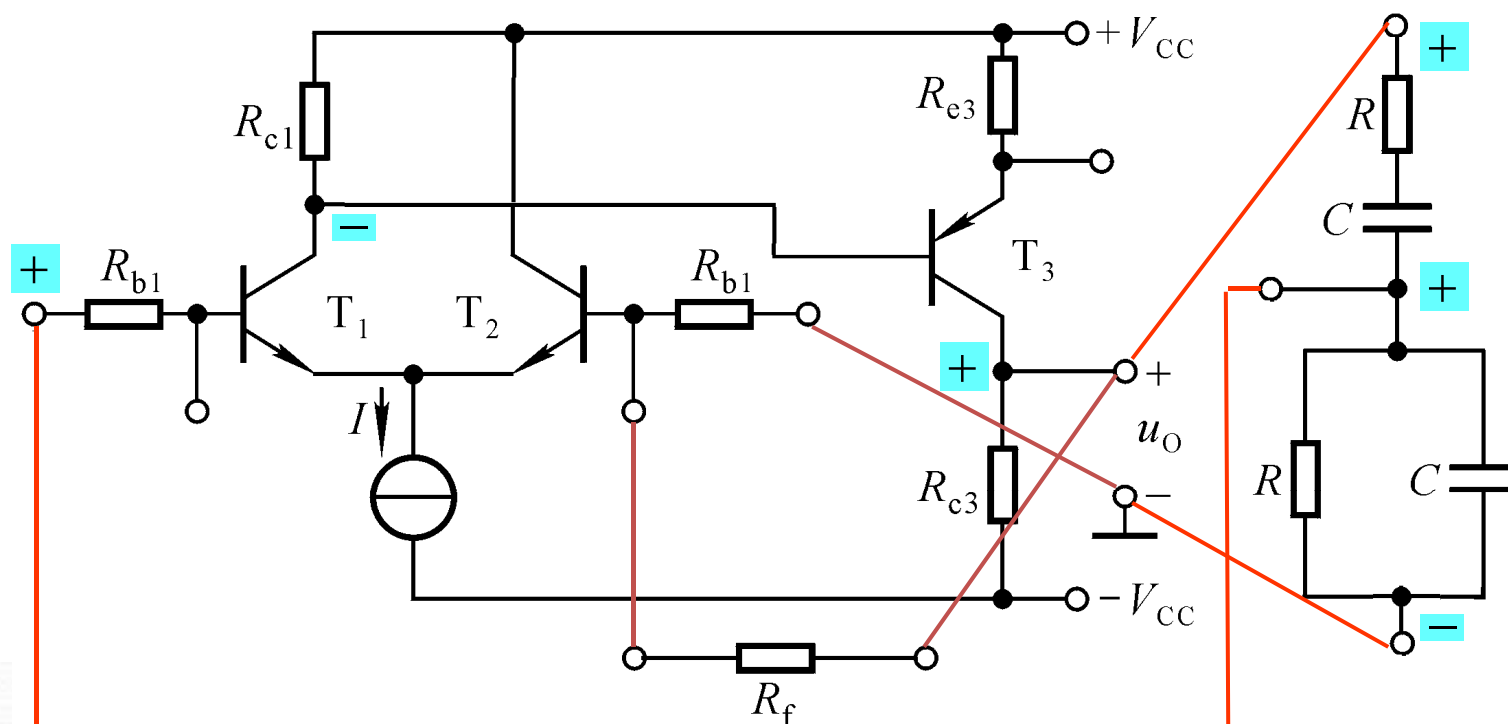 +VCC
Rc1
Re3
+
R
−
C
+
Rb1
T1
T2
Rb1
T3
+
+
+
I
uO
Rc3
−
R
C
−VCC
−
Rf